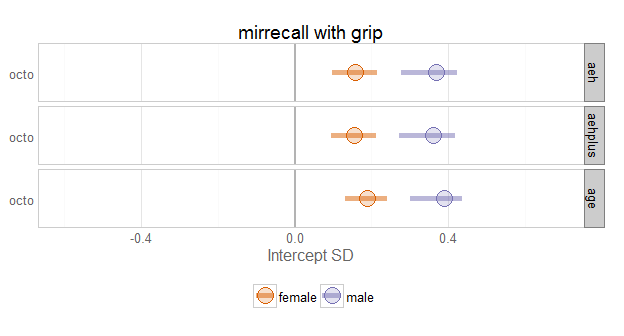 mirrecall with grip
octo
aeh
octo
aehplus
octo
age
-0.4 0.0 0.4
Intercept SD
female male